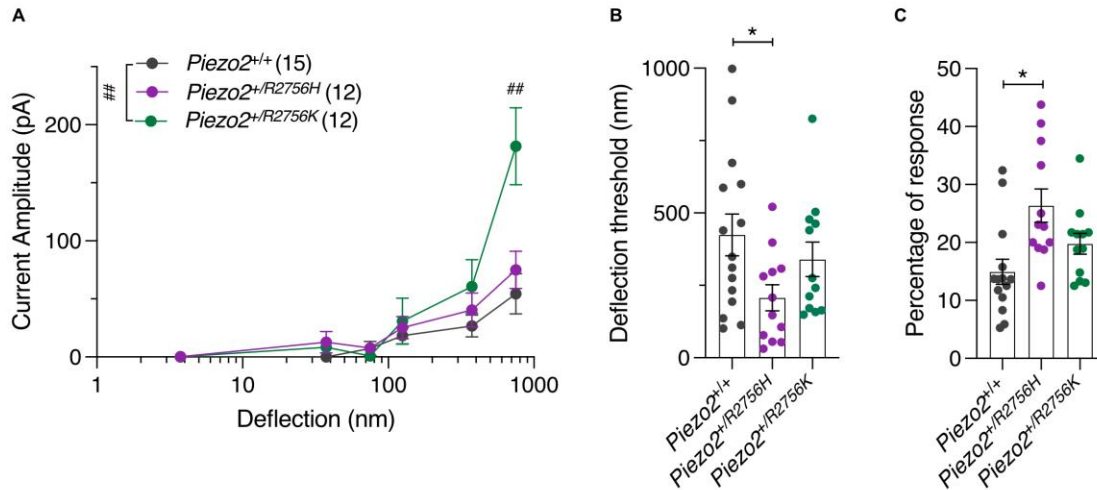 A
Piezo2+/+ (15)
Piezo2+/R2756H (12)
Piezo2+/R2756K (12)
##
##
Current Amplitude (pA)
200
100
0
1
10
100
1000
Deflection (nm)
B
*
Deflection threshold (nm)
1000
500
0
Piezo2+/+
Piezo2+/R2756H
Piezo2+/R2756K
C
*
Percentage of response
50
40
30
20
10
0
Piezo2+/+
Piezo2+/R2756H
Piezo2+/R2756K